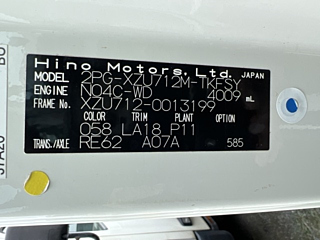 Hino Motors, Ltd. JAPAN
MODEL 2PG-XZU712M-TKFSY
ENGINE N04C-WD 4009 mL
FRAME No. XZU712-0013199
COLOR TRIM PLANT
058 LA18 P11
TRANS./AXLE RE62 A07A 585